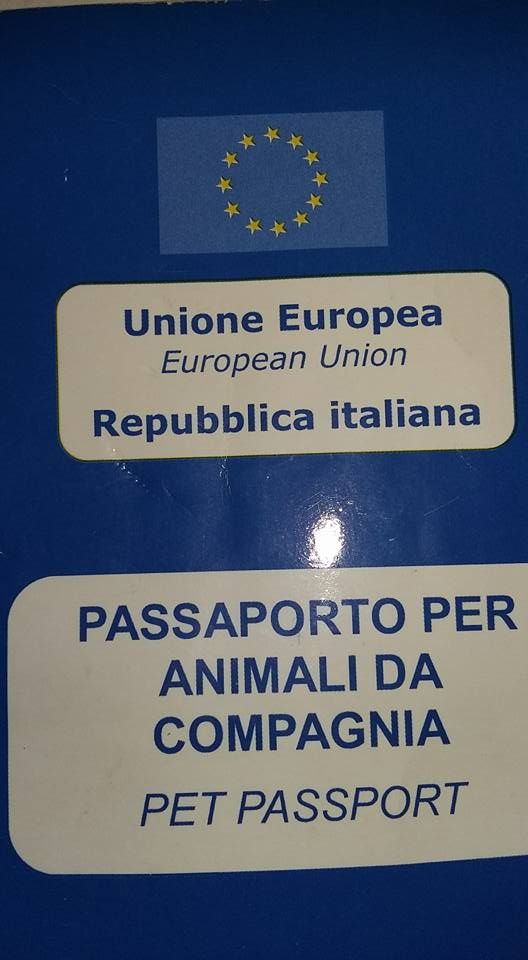 Unione Europea
European Union
Repubblica italiana
PASSAPORTO PER
ANIMALI DA
COMPAGNIA
PET PASSPORT